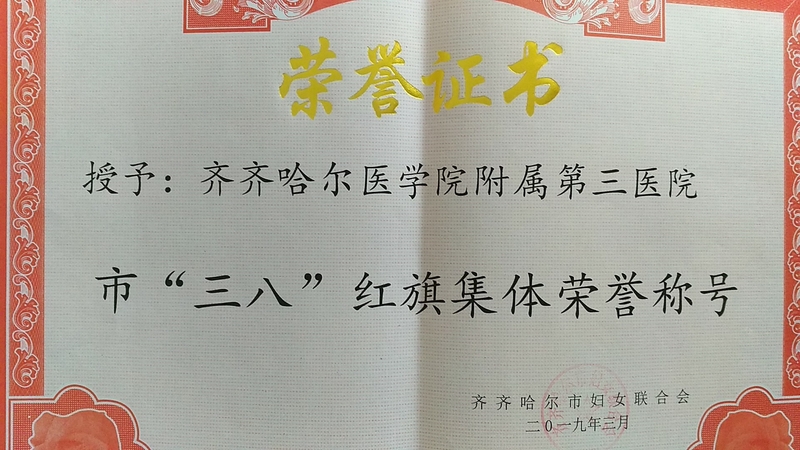 荣誉证书
授予：齐齐哈尔医学院附属第三医院
市“三八”红旗集体荣誉称号
齐齐哈尔市妇女联合会
二0一九年三月